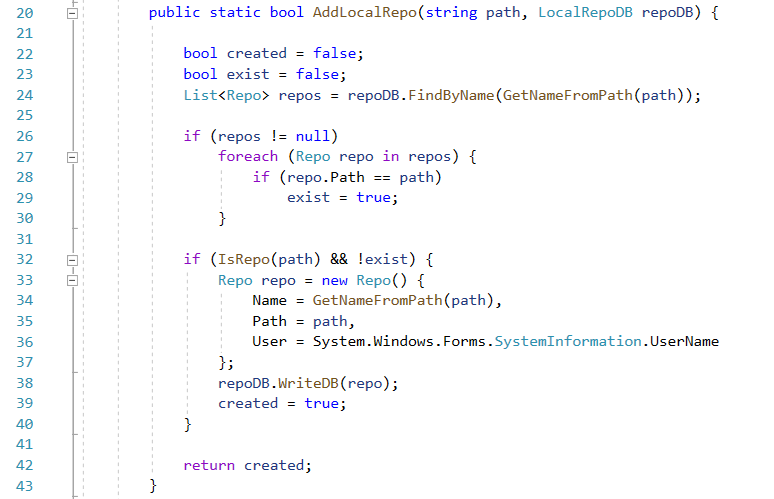 20 public static bool AddLocalRepo(string path, LocalRepoDB repoDB) {
21
22 bool created = false;
23 bool exist = false;
24 List<Repo> repos = repoDB.FindByName(GetNameFromPath(path));
25
26 if (repos != null)
27 foreach (Repo repo in repos) {
28 if (repo.Path == path)
29 exist = true;
30 }
31
32 if (IsRepo(path) && !exist) {
33 Repo repo = new Repo() {
34 Name = GetNameFromPath(path),
35 Path = path,
36 User = System.Windows.Forms.SystemInformation.UserName
37 };
38 repoDB.WriteDB(repo);
39 created = true;
40 }
41
42 return created;
43 }